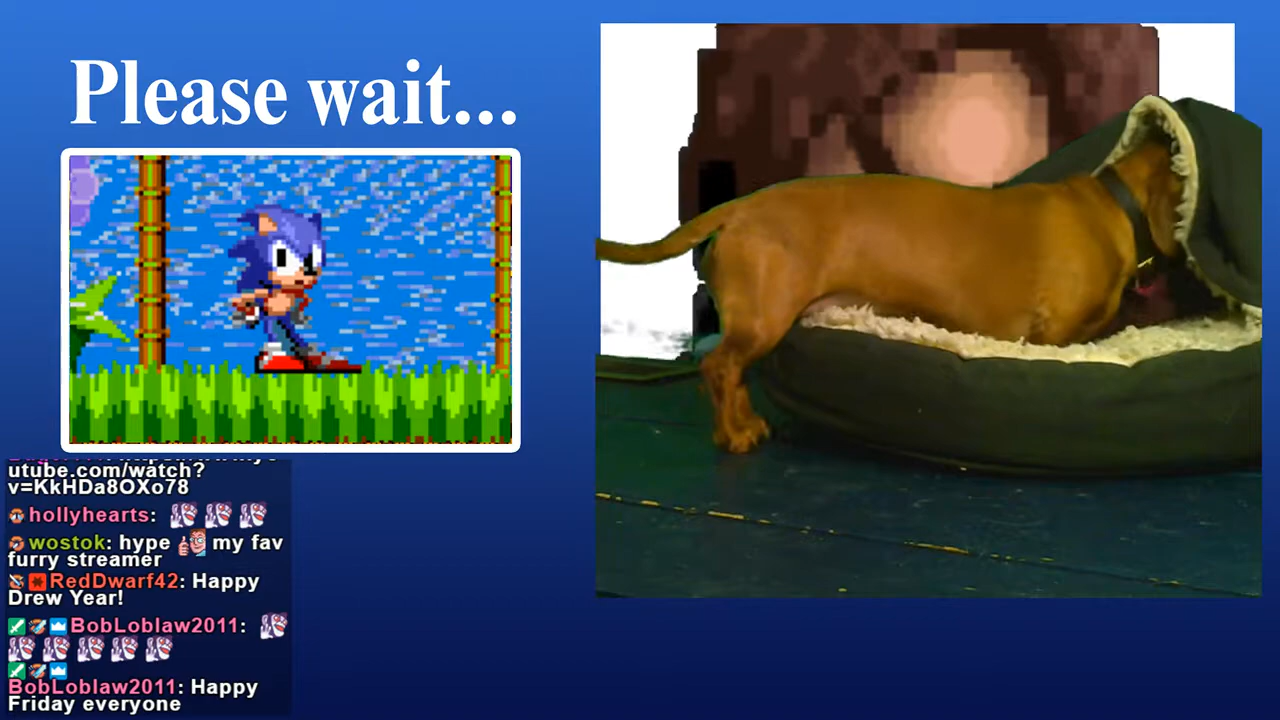 Please wait...
utube.com/watch?
v=KkHDa8OXo78
hollyhearts:
wostok: hype my fav
furry streamer
RedDwarf42: Happy
Drew Year!
BobLoblaw2011:
BobLoblaw2011: Happy
Friday everyone